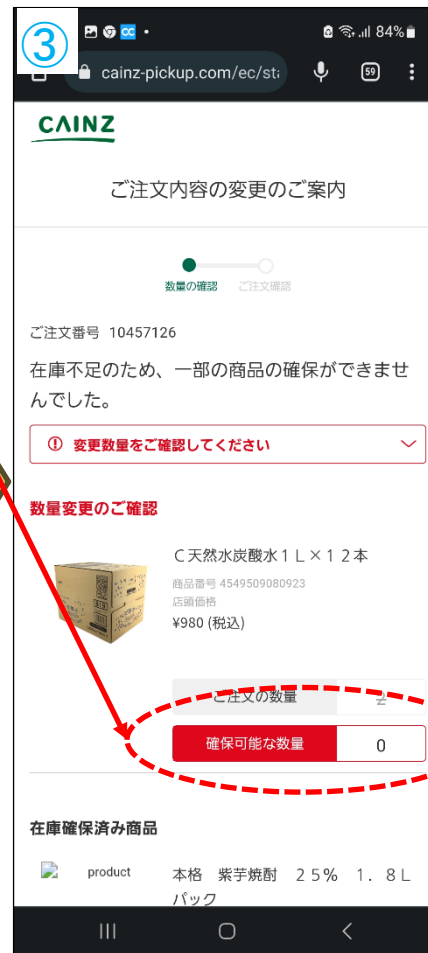 ③
84%
cainz-pickup.com/ec/sta
59
CAINZ
ご注文内容の変更のご案内
数量の確認 ご注文確認
ご注文番号 10457126
在庫不足のため、一部の商品の確保ができませ
んでした。
変更数量をご確認してください
数量変更のご確認
C天然水炭酸水1L×12本
商品番号 4549509080923
店頭価格
¥980 (税込)
ご注文の数量 2
確保可能な数量 0
在庫確保済み商品
product 本格 紫芋焼酎 25% 1.8L
パック